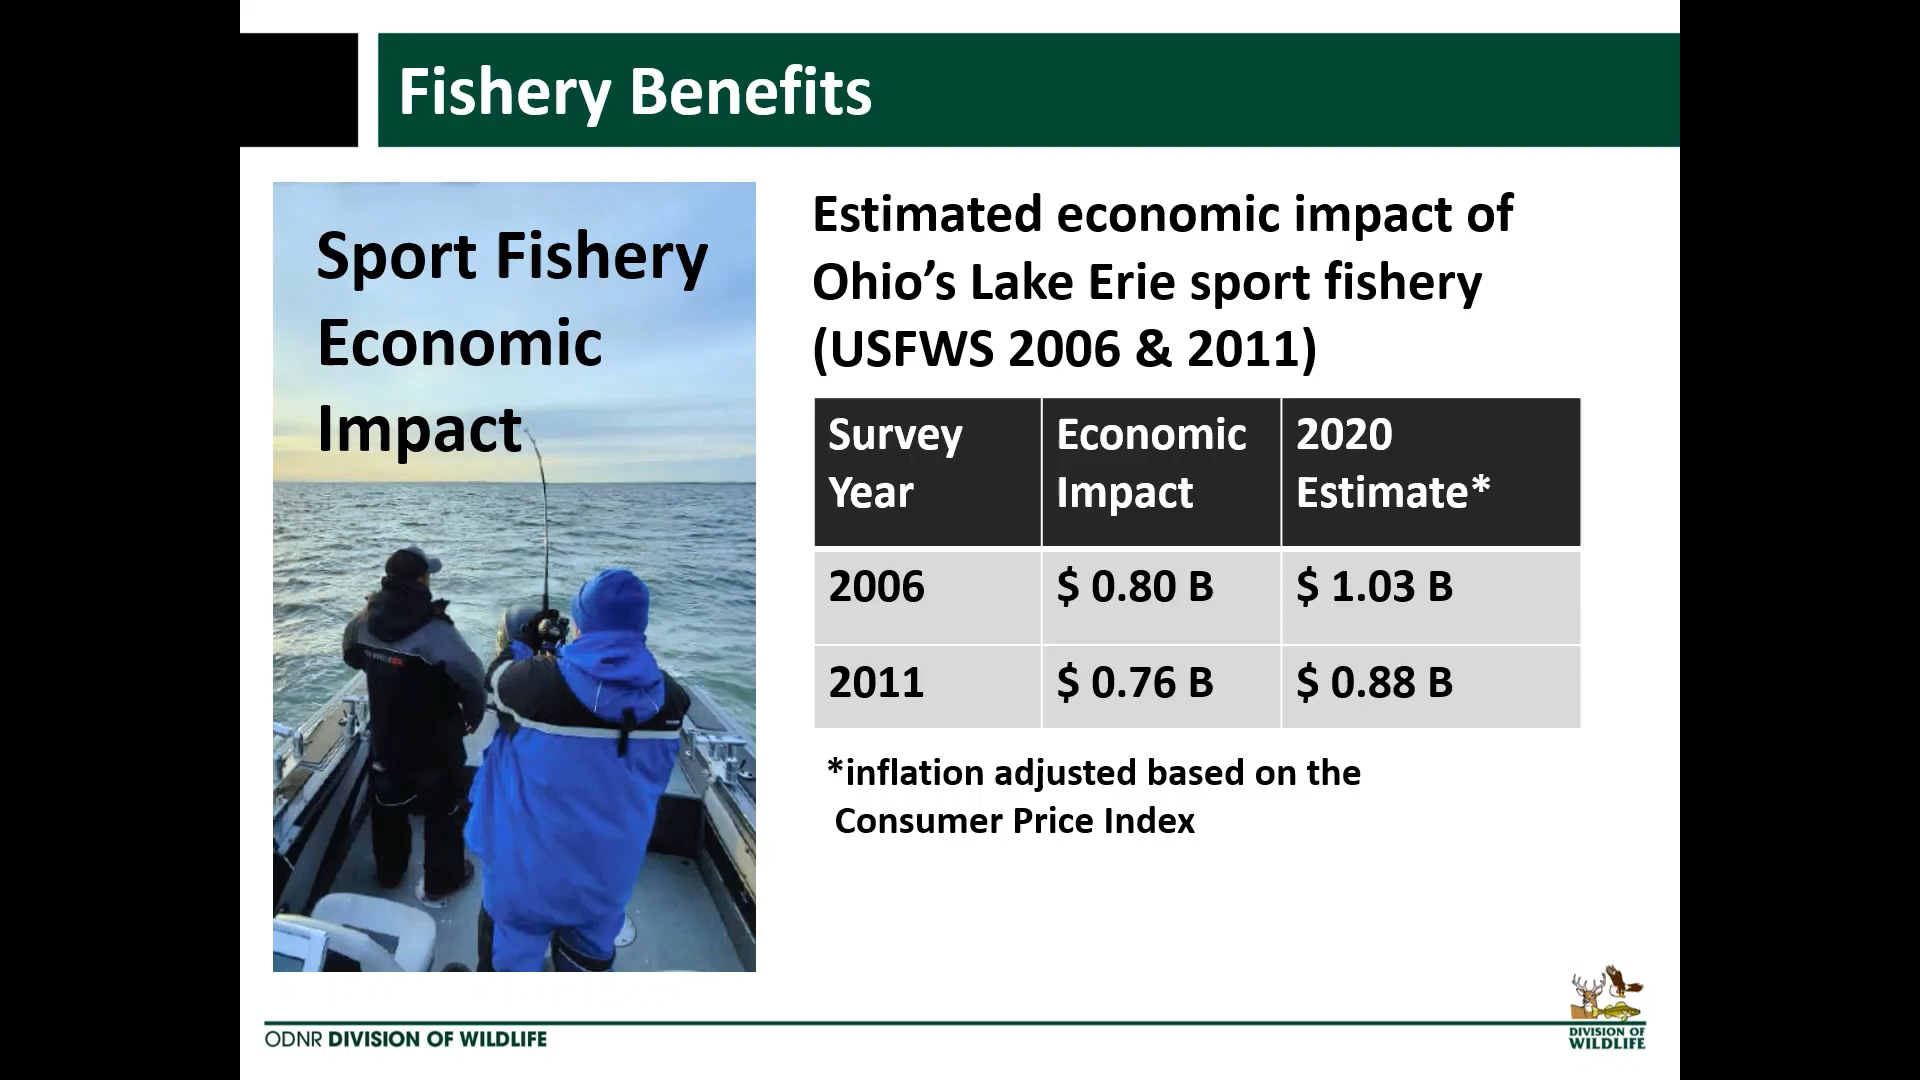 Fishery Benefits
Sport Fishery
Economic
Impact
Estimated economic impact of
Ohio’s Lake Erie sport fishery
(USFWS 2006 & 2011)
Survey Year Economic Impact 2020 Estimate*
2006 $ 0.80 B $ 1.03 B
2011 $ 0.76 B $ 0.88 B
*inflation adjusted based on the
Consumer Price Index
ODNR DIVISION OF WILDLIFE
DIVISION OF
WILDLIFE